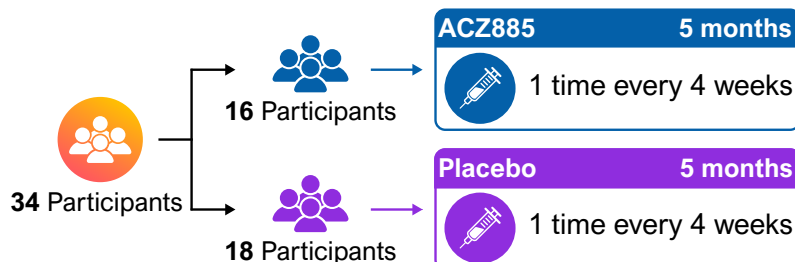 34 Participants
16 Participants
ACZ885 5 months
1 time every 4 weeks
18 Participants
Placebo 5 months
1 time every 4 weeks